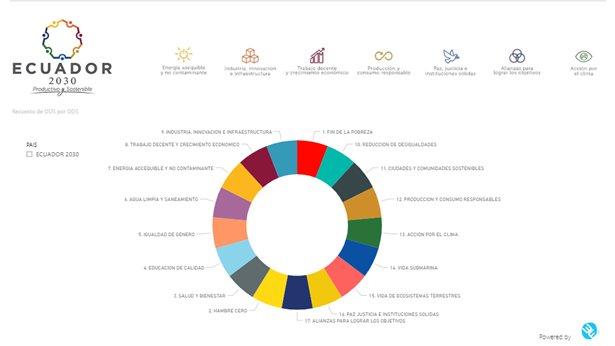 ECUADOR
2030
Productivo y Sostenible
Energía asequible
y no contaminante
Industria, innovación
e infraestructura
Trabajo decente
y crecimiento económico
Producción y
consumo responsable
Paz, justicia e
instituciones sólidas
Alianzas para
lograr los objetivos
Acción por
el clima
Recuento de ODS por ODS
PAIS
ECUADOR 2030
9. INDUSTRIA, INNOVACION E INFRAESTRUCTURA
1. FIN DE LA POBREZA
8. TRABAJO DECENTE Y CRECIMIENTO ECONOMICO
10. REDUCCION DE DESIGUALDADES
7. ENERGIA ACCEQUIBLE Y NO CONTAMINANTE
11. CIUDADES Y COMUNIDADES SOSTENIBLES
6. AGUA LIMPIA Y SANEAMIENTO
12. PRODUCCION Y CONSUMO RESPONSABLES
5. IGUALDAD DE GENERO
13. ACCION POR EL CLIMA
4. EDUCACION DE CALIDAD
14. VIDA SUBMARINA
3. SALUD Y BIENESTAR
15. VIDA DE ECOSISTEMAS TERRESTRES
2. HAMBRE CERO
16. PAZ JUSTICIA E INSTITUCIONES SOLIDAS
17. ALIANZAS PARA LOGRAR LOS OBJETIVOS
Powered by